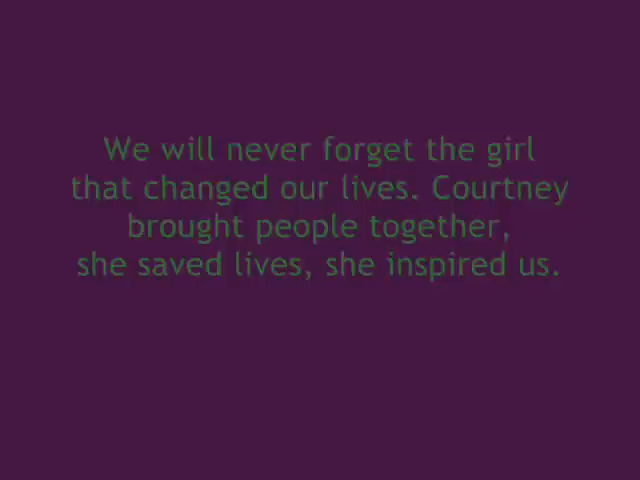 We will never forget the girl
that changed our lives. Courtney
brought people together,
she saved lives, she inspired us.